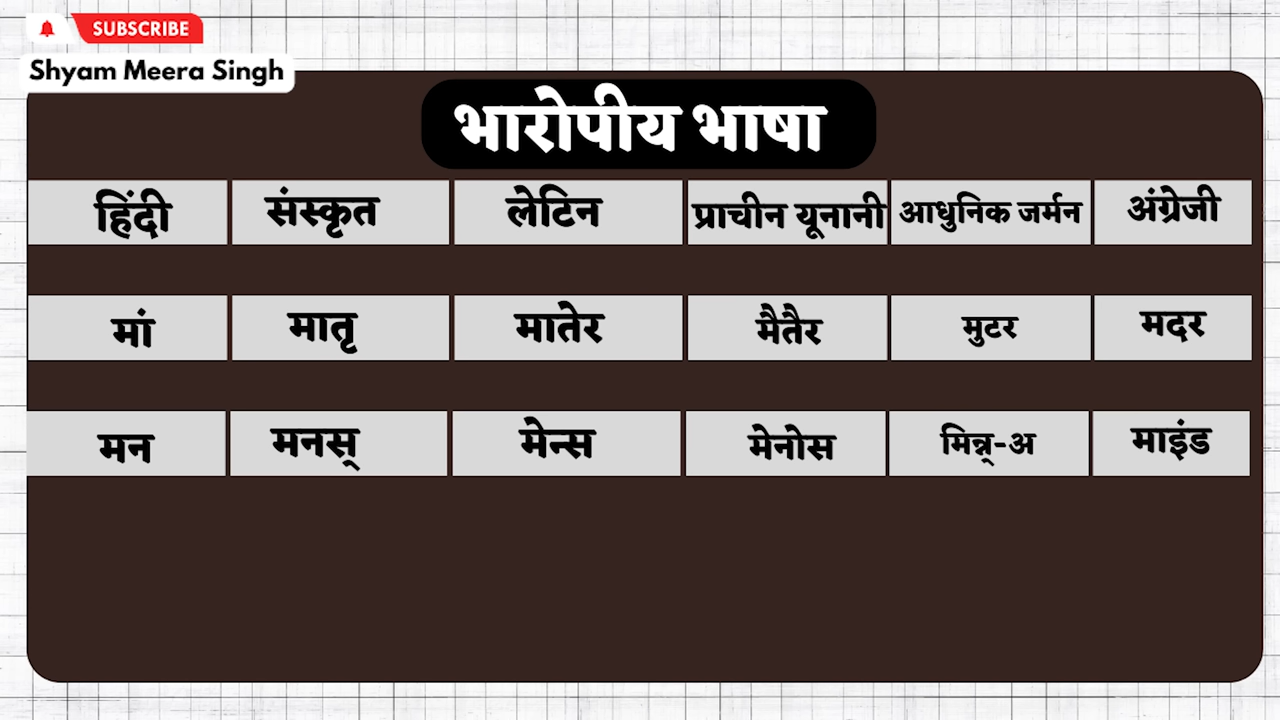 SUBSCRIBE
Shyam Meera Singh
भारोपीय भाषा
हिंदी संस्कृत लेटिन प्राचीन यूनानी आधुनिक जर्मन अंग्रेजी
मां मातृ मातेर मैतैर मुटर मदर
मन मनस् मेन्स मेनोस मिन्न्-अ माइंड